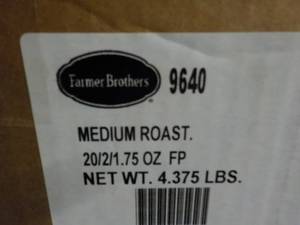 Farmer Brothers 9640
MEDIUM ROAST.
20/2/1.75 OZ FP
NET WT. 4.375 LBS.